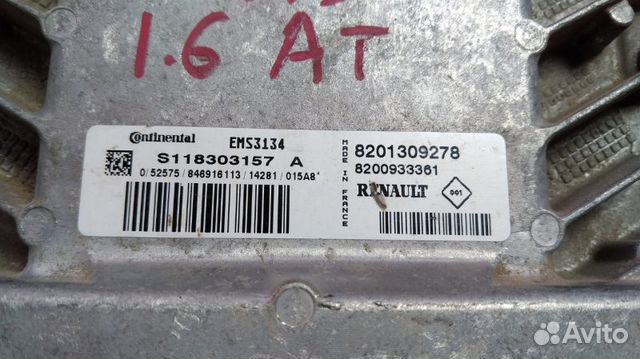 1.6 AT
Continental EMS3134
S118303157 A
0/52575/846916113/14281/015A8*
MADE IN FRANCE
8201309278
8200933361
RENAULT
001
Avito